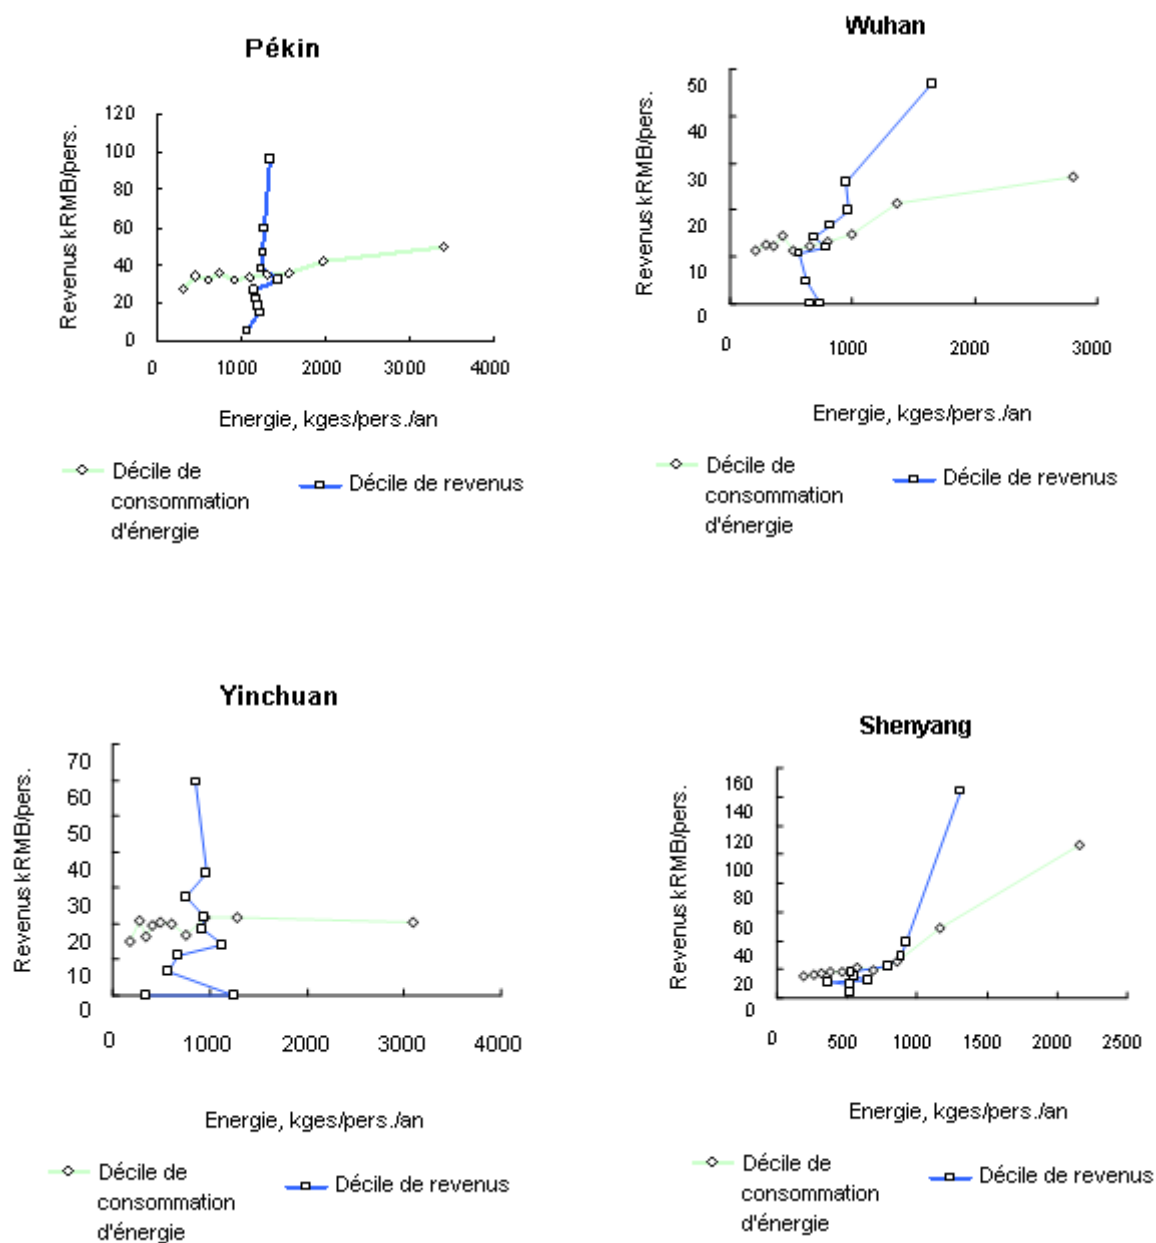 Pékin
Revenus kRMB/pers.
120
100
80
60
40
20
0
0 1000 2000 3000 4000
Energie, kges/pers./an
Décile de
consommation
d'énergie
Décile de revenus
Wuhan
Revenus kRMB/pers.
50
40
30
20
10
0
0 1000 2000 3000
Energie, kges/pers./an
Décile de
consommation
d'énergie
Décile de revenus
Yinchuan
Revenus kRMB/pers.
70
60
50
40
30
20
10
0
0 1000 2000 3000 4000
Energie, kges/pers./an
Décile de
consommation
d'énergie
Décile de revenus
Shenyang
Revenus kRMB/pers.
160
140
120
100
80
60
40
20
0
0 500 1000 1500 2000 2500
Energie, kges/pers./an
Décile de
consommation
d'énergie
Décile de revenus